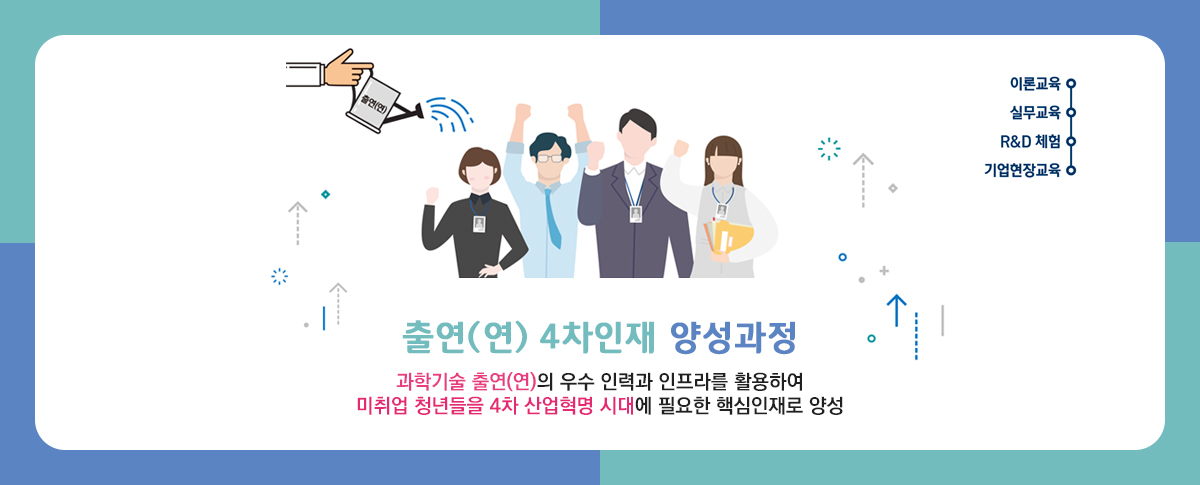 출연(연)
이론교육
실무교육
R&D 체험
기업현장교육
출연(연) 4차인재 양성과정
과학기술 출연(연)의 우수 인력과 인프라를 활용하여
미취업 청년들을 4차 산업혁명 시대에 필요한 핵심인재로 양성